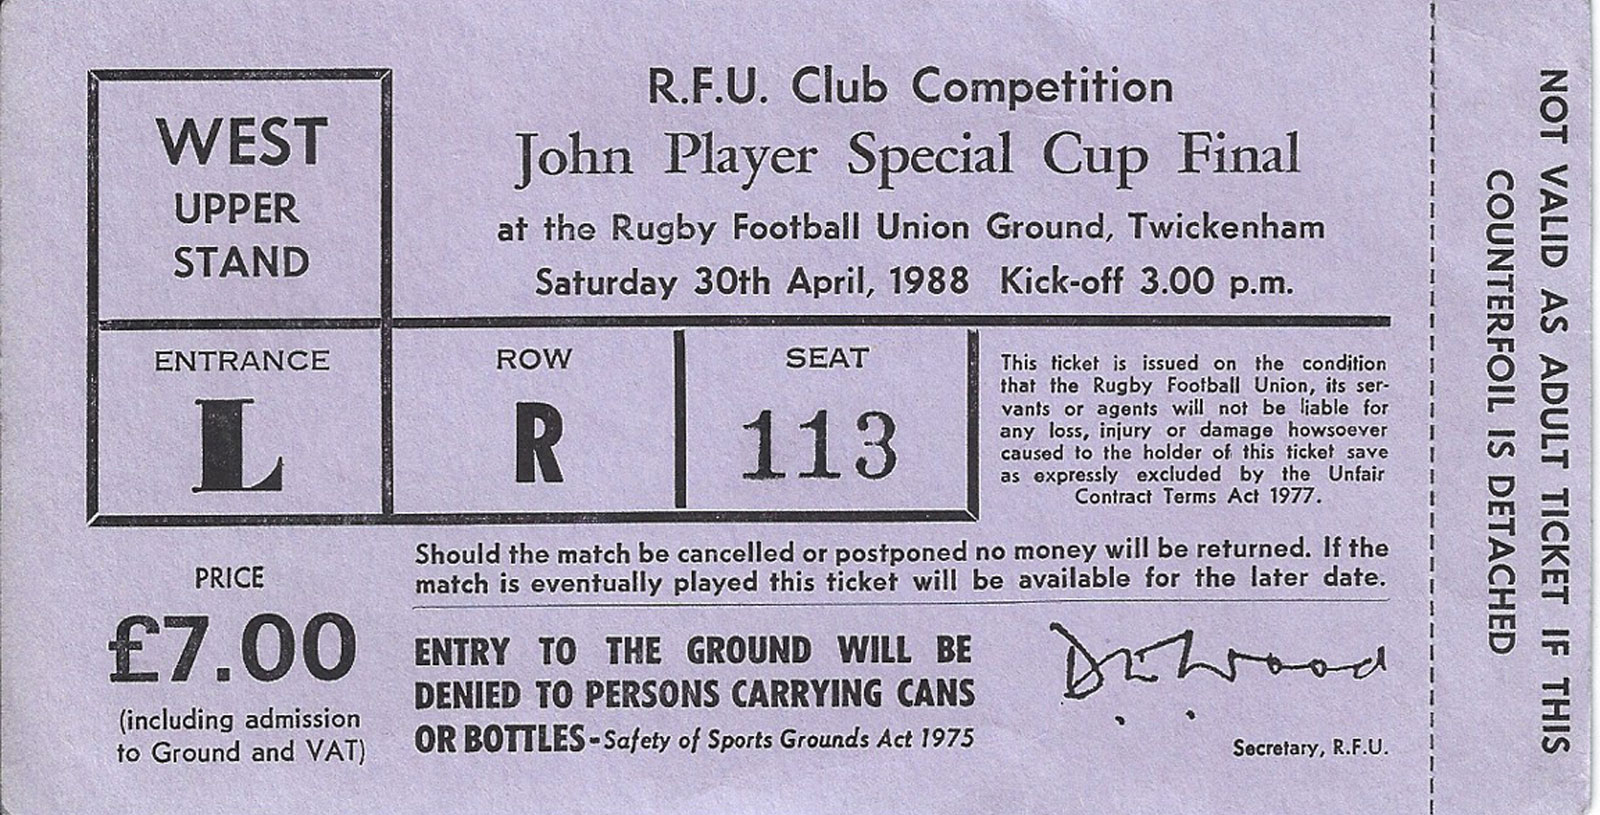 WEST
UPPER
STAND
R.F.U. Club Competition
John Player Special Cup Final
at the Rugby Football Union Ground, Twickenham
Saturday 30th April, 1988 Kick-off 3.00 p.m.
ENTRANCE
L
ROW
R
SEAT
113
This ticket is issued on the condition
that the Rugby Football Union, its ser-
vants or agents will not be liable for
any loss, injury or damage howsoever
caused to the holder of this ticket save
as expressly excluded by the Unfair
Contract Terms Act 1977.
PRICE
£7.00
(including admission
to Ground and VAT)
Should the match be cancelled or postponed no money will be returned. If the
match is eventually played this ticket will be available for the later date.
ENTRY TO THE GROUND WILL BE
DENIED TO PERSONS CARRYING CANS
OR BOTTLES-Safety of Sports Grounds Act 1975
Wood
Secretary, R.F.U.
NOT VALID AS ADULT TICKET IF THIS
COUNTERFOIL IS DETACHED